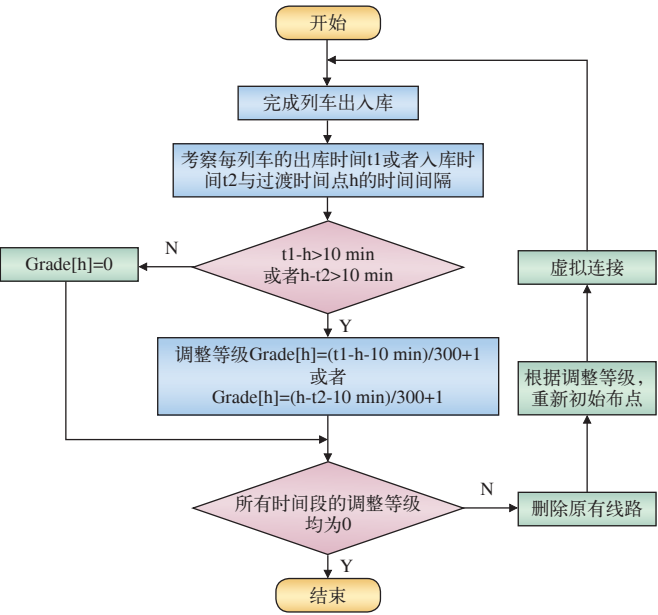 开始
完成列车出入库
考察每列车的出库时间t1或者入库时
间t2与过渡时间点h的时间间隔
N
t1-h>10 min
或者h-t2>10 min
Grade[h]=0
虚拟连接
Y
调整等级Grade[h]=(t1-h-10 min)/300+1
或者
Grade[h]=(h-t2-10 min)/300+1
根据调整等级，
重新初始布点
所有时间段的调整等级
均为0
N
删除原有线路
Y
结束